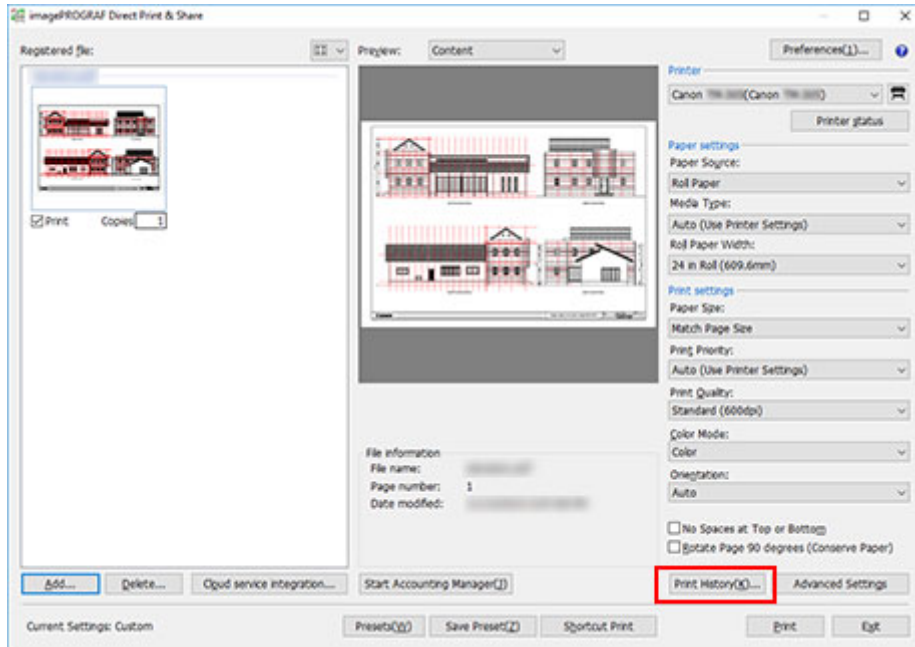 imagePROGRAF Direct Print & Share
Registered file:
Preview: Content
Preferences(1)...
Printer
Canon (Canon )
Printer status
Paper settings
Paper Source:
Roll Paper
Media Type:
Auto (Use Printer Settings)
Roll Paper Width:
24 in Roll (609.6mm)
Print settings
Paper Size:
Match Page Size
Print Priority:
Auto (Use Printer Settings)
Print Quality:
Standard (600dpi)
Color Mode:
Color
Orientation:
Auto
No Spaces at Top or Bottom
Rotate Page 90 degrees (Conserve Paper)
Print Copies 1
File information
File name:
Page number: 1
Date modified:
Add... Delete... Cloud service integration... Start Accounting Manager(J) Print History(K)... Advanced Settings
Current Settings: Custom Presets(W) Save Preset(Z) Shortcut Print Print Exit